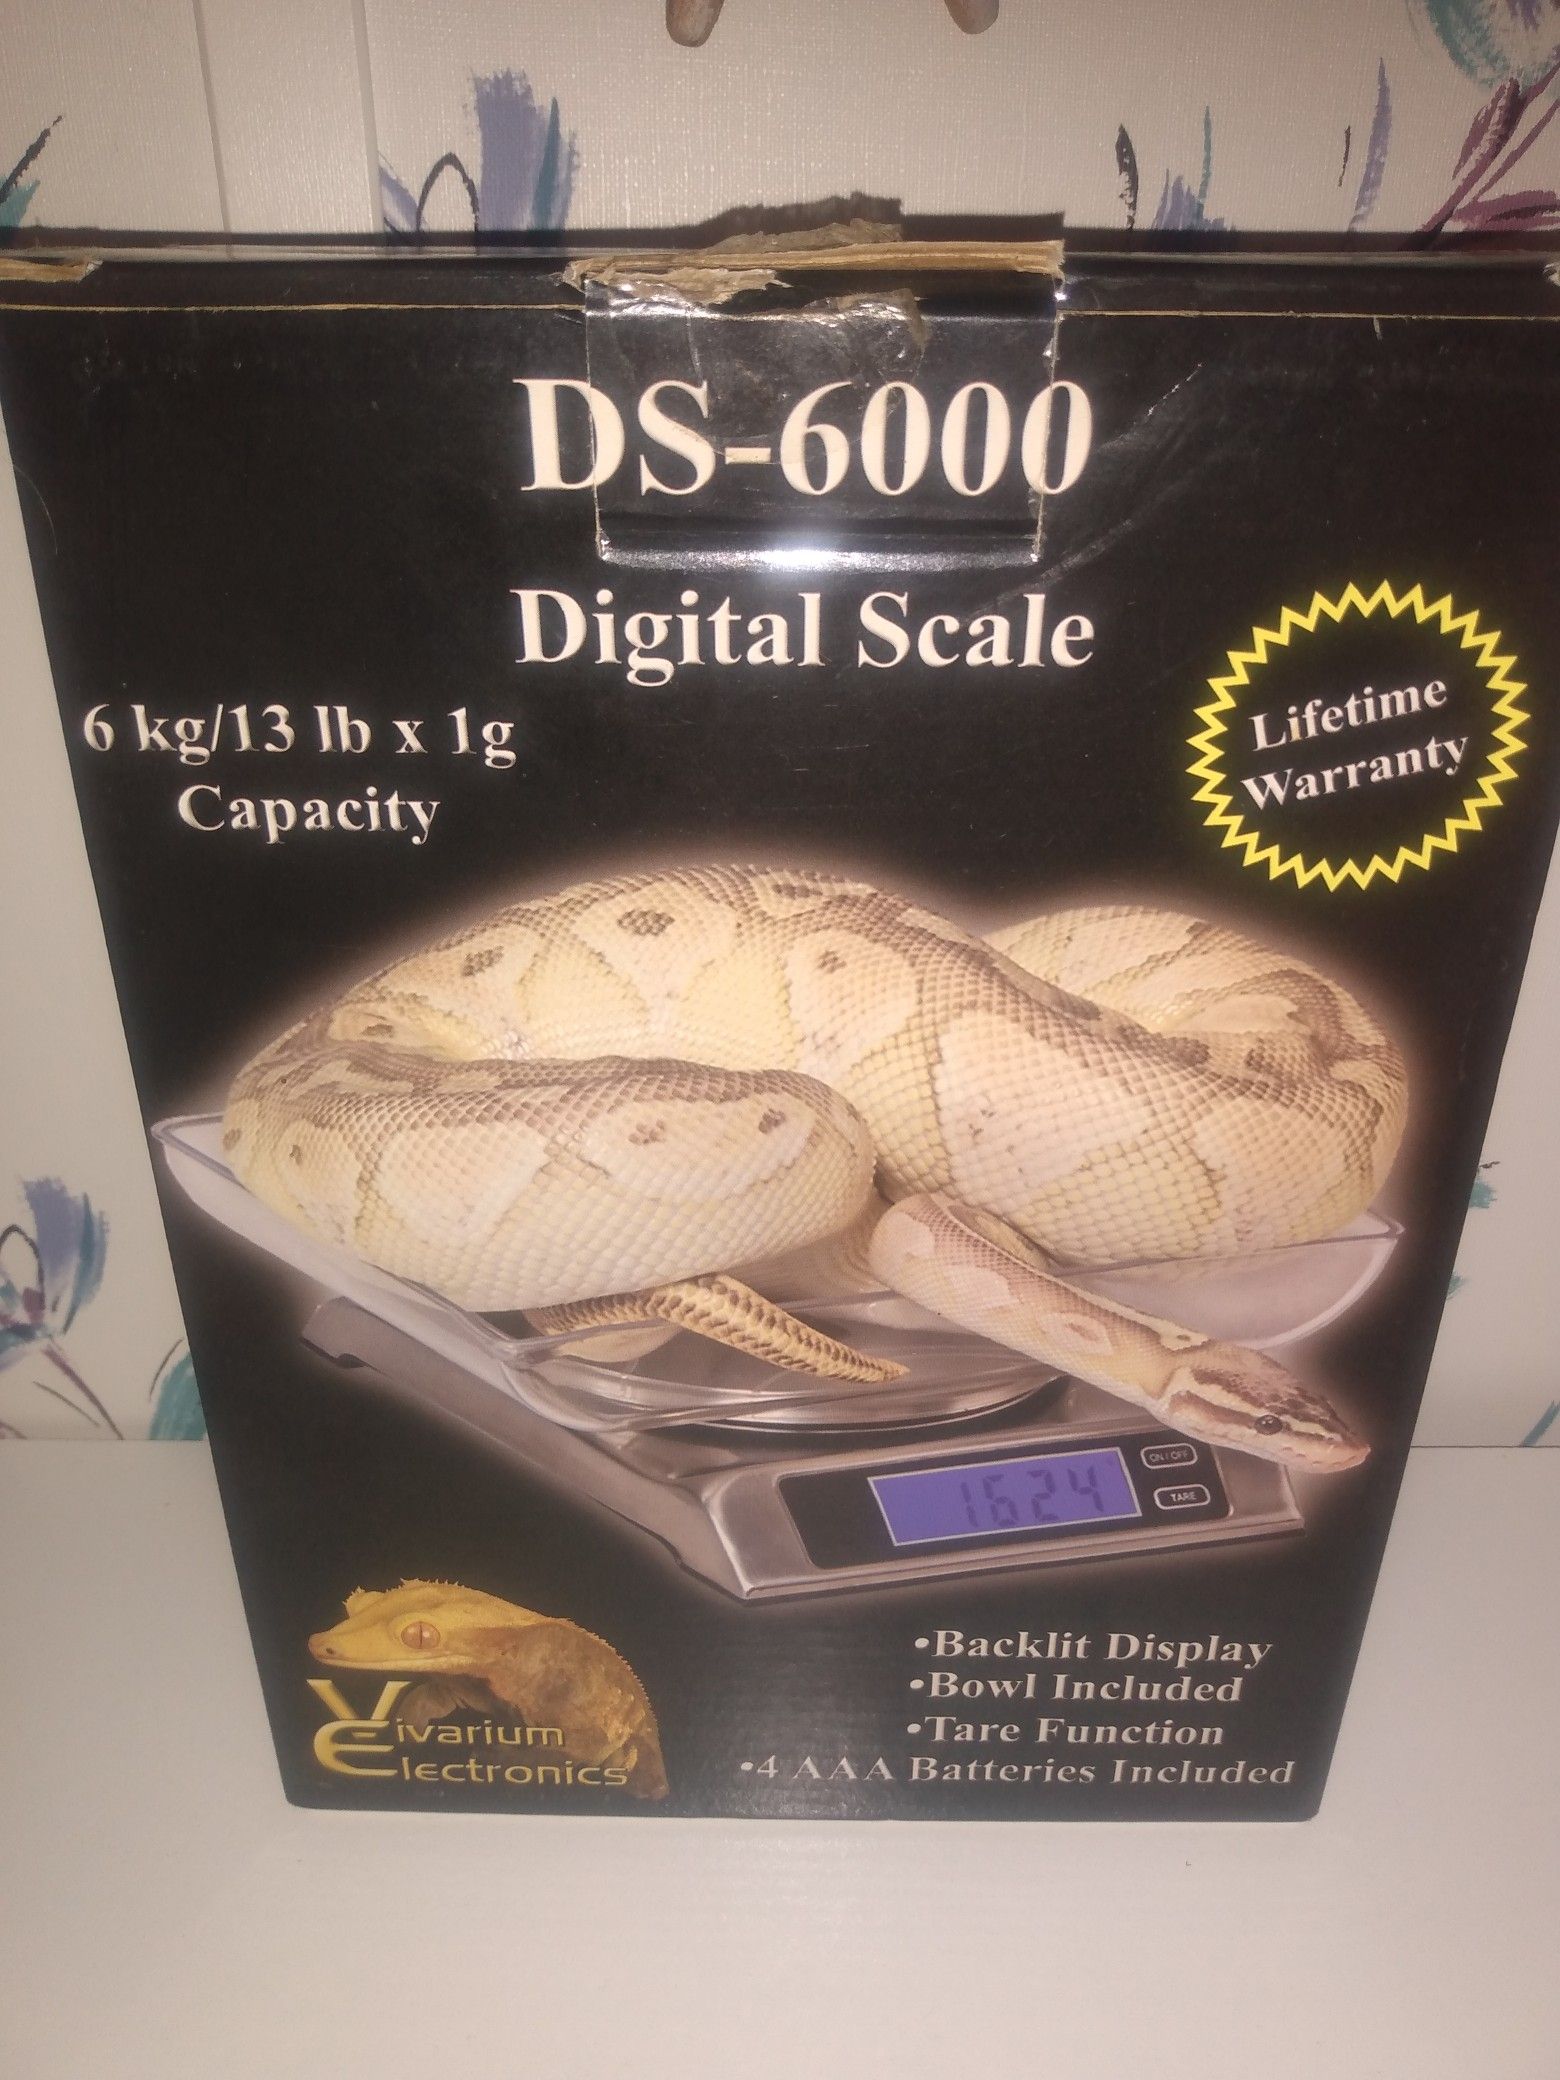 DS-6000
Digital Scale
6 kg/13 lb x 1g
Capacity
Lifetime
Warranty
1624
ON / OFF
TARE
Vivarium
Electronics
•Backlit Display
•Bowl Included
•Tare Function
•4 AAA Batteries Included